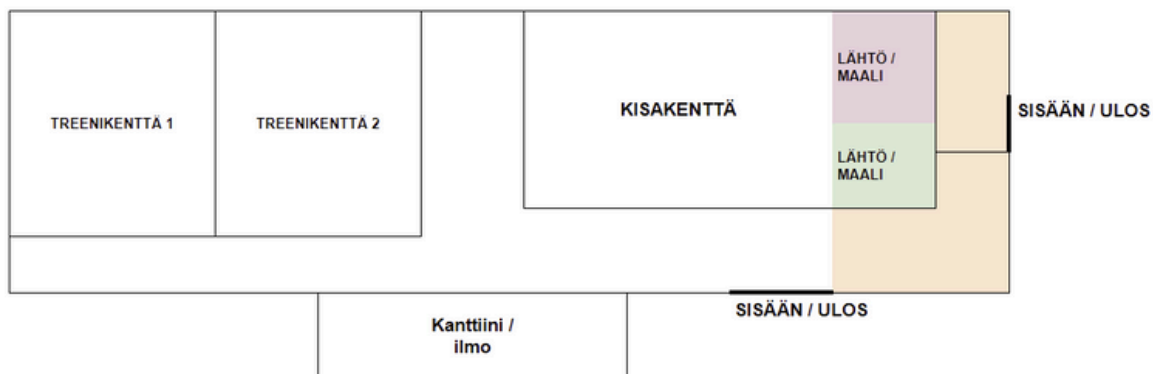 TREENIKENTTÄ 1
TREENIKENTTÄ 2
KISAKENTTÄ
LÄHTÖ /
MAALI
LÄHTÖ /
MAALI
SISÄÄN / ULOS
SISÄÄN / ULOS
Kanttiini /
ilmo